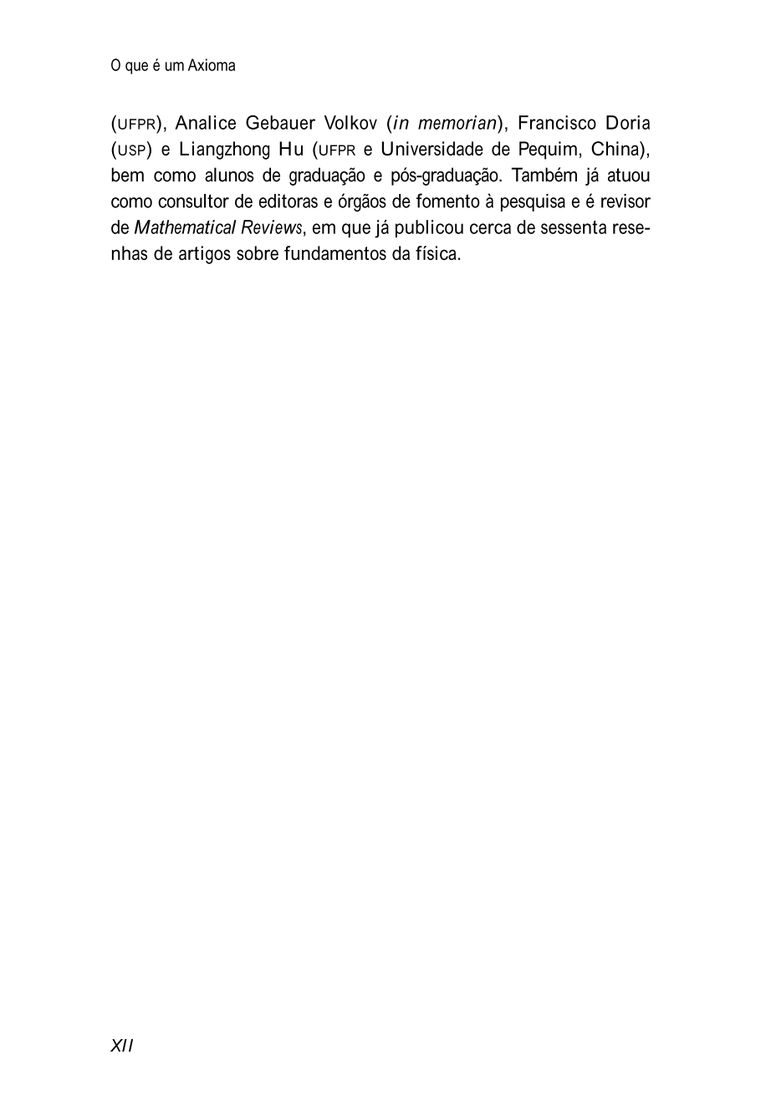 O que é um Axioma
(UFPR), Analice Gebauer Volkov (in memorian), Francisco Doria
(USP) e Liangzhong Hu (UFPR e Universidade de Pequim, China),
bem como alunos de graduação e pós-graduação. Também já atuou
como consultor de editoras e órgãos de fomento à pesquisa e é revisor
de Mathematical Reviews, em que já publicou cerca de sessenta rese-
nhas de artigos sobre fundamentos da física.
XII